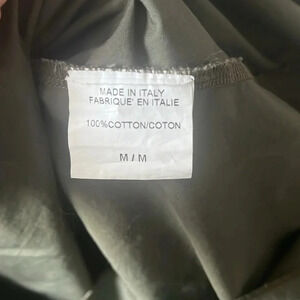 MADE IN ITALY
FABRIQUE' EN ITALIE
100%COTTON/COTON
M / M